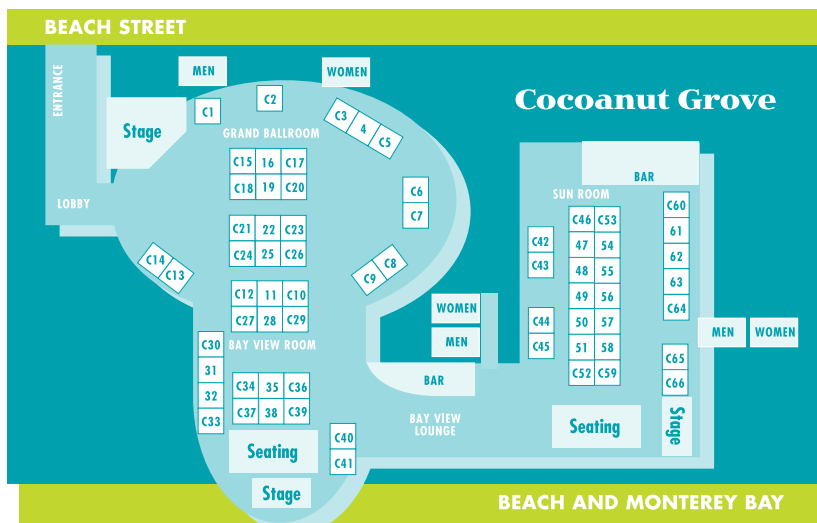 BEACH STREET
ENTRANCE
LOBBY
MEN
WOMEN
Stage
C1
C2
C3 4 C5
GRAND BALLROOM
C15 16 C17
C18 19 C20
C6
C7
C21 22 C23
C24 25 C26
C14 C13
C9 C8
C12 11 C10
C27 28 C29
BAY VIEW ROOM
C30
31
32
C33
C34 35 C36
C37 38 C39
Seating
Stage
C40
C41
WOMEN
MEN
BAR
BAY VIEW
LOUNGE
Cocoanut Grove
BAR
SUN ROOM
C42
C43
C44
C45
C46 C53
47 54
48 55
49 56
50 57
51 58
C52 C59
C60
61
62
63
C64
C65
C66
MEN
WOMEN
Seating
Stage
BEACH AND MONTEREY BAY